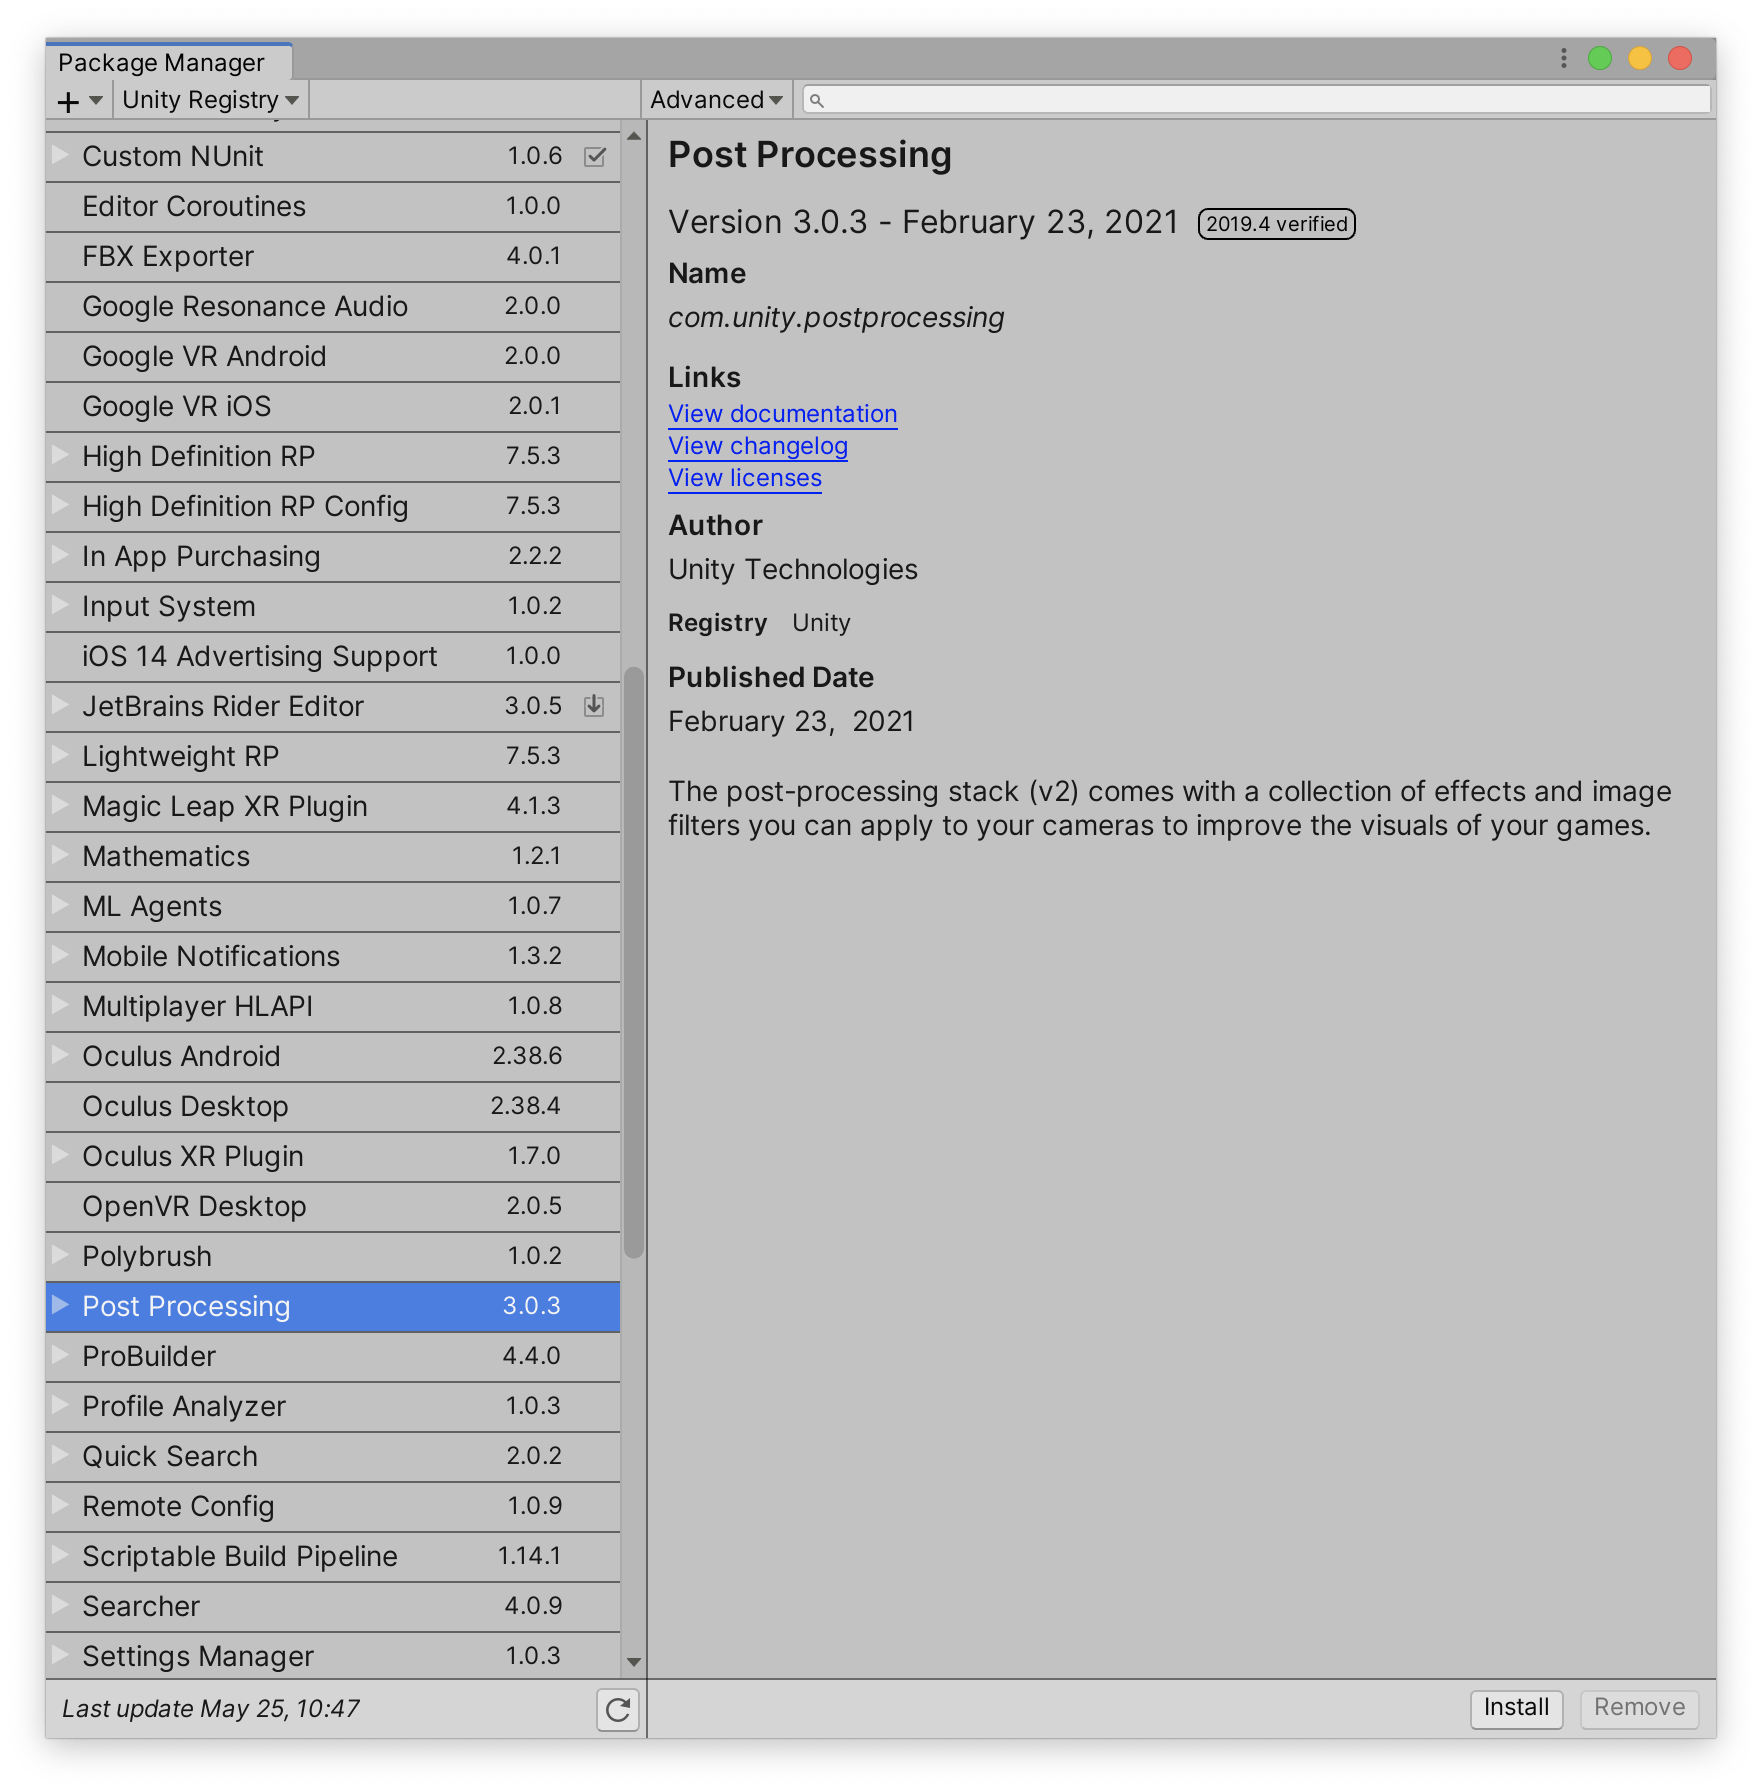 Package Manager
+ Unity Registry Advanced
Custom NUnit 1.0.6
Editor Coroutines 1.0.0
FBX Exporter 4.0.1
Google Resonance Audio 2.0.0
Google VR Android 2.0.0
Google VR iOS 2.0.1
High Definition RP 7.5.3
High Definition RP Config 7.5.3
In App Purchasing 2.2.2
Input System 1.0.2
iOS 14 Advertising Support 1.0.0
JetBrains Rider Editor 3.0.5
Lightweight RP 7.5.3
Magic Leap XR Plugin 4.1.3
Mathematics 1.2.1
ML Agents 1.0.7
Mobile Notifications 1.3.2
Multiplayer HLAPI 1.0.8
Oculus Android 2.38.6
Oculus Desktop 2.38.4
Oculus XR Plugin 1.7.0
OpenVR Desktop 2.0.5
Polybrush 1.0.2
Post Processing 3.0.3
ProBuilder 4.4.0
Profile Analyzer 1.0.3
Quick Search 2.0.2
Remote Config 1.0.9
Scriptable Build Pipeline 1.14.1
Searcher 4.0.9
Settings Manager 1.0.3
Last update May 25, 10:47
Post Processing
Version 3.0.3 - February 23, 2021 2019.4 verified
Name
com.unity.postprocessing
Links
View documentation
View changelog
View licenses
Author
Unity Technologies
Registry Unity
Published Date
February 23, 2021
The post-processing stack (v2) comes with a collection of effects and image
filters you can apply to your cameras to improve the visuals of your games.
Install Remove